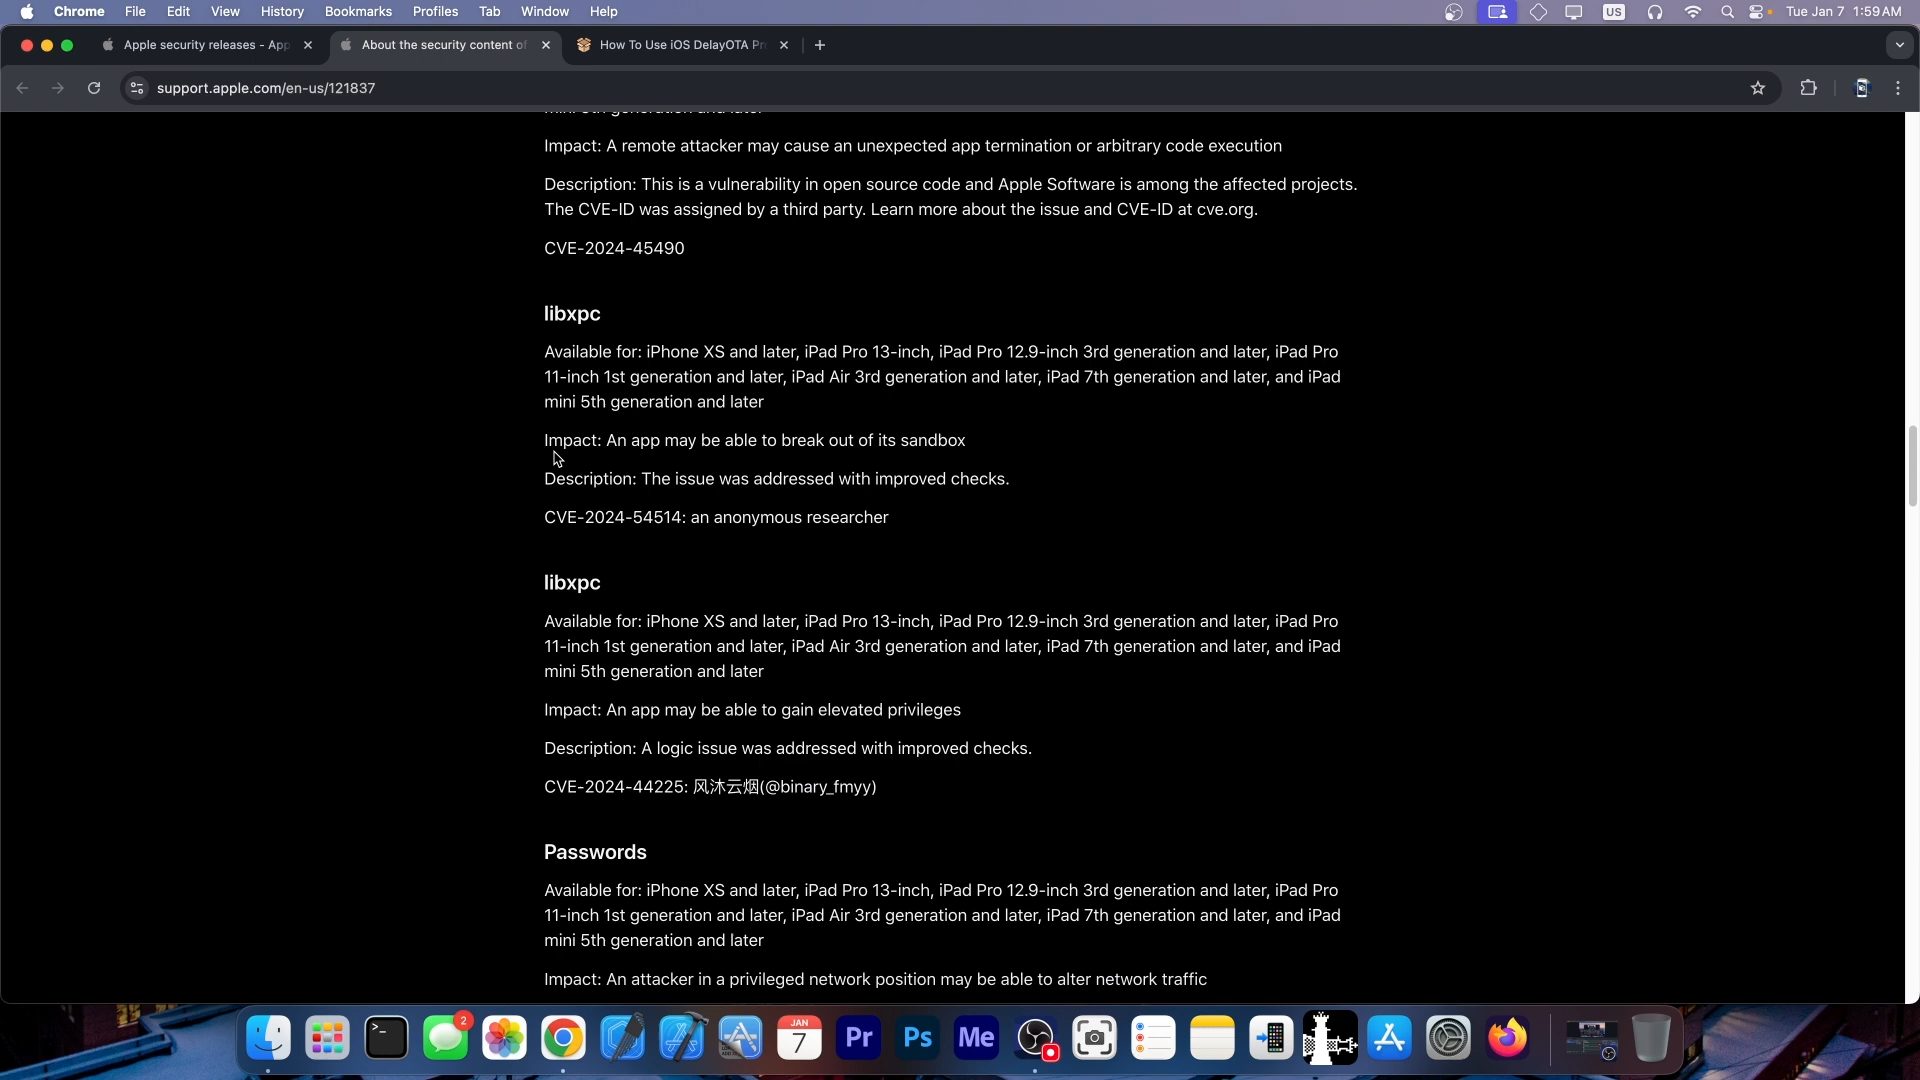 Chrome File Edit View History Bookmarks Profiles Tab Window Help
US
Tue Jan 7 1:59 AM
Apple security releases - App
About the security content of
How To Use iOS DelayOTA Pr
support.apple.com/en-us/121837
mini 5th generation and later
Impact: A remote attacker may cause an unexpected app termination or arbitrary code execution
Description: This is a vulnerability in open source code and Apple Software is among the affected projects.
The CVE-ID was assigned by a third party. Learn more about the issue and CVE-ID at cve.org.
CVE-2024-45490
libxpc
Available for: iPhone XS and later, iPad Pro 13-inch, iPad Pro 12.9-inch 3rd generation and later, iPad Pro
11-inch 1st generation and later, iPad Air 3rd generation and later, iPad 7th generation and later, and iPad
mini 5th generation and later
Impact: An app may be able to break out of its sandbox
Description: The issue was addressed with improved checks.
CVE-2024-54514: an anonymous researcher
libxpc
Available for: iPhone XS and later, iPad Pro 13-inch, iPad Pro 12.9-inch 3rd generation and later, iPad Pro
11-inch 1st generation and later, iPad Air 3rd generation and later, iPad 7th generation and later, and iPad
mini 5th generation and later
Impact: An app may be able to gain elevated privileges
Description: A logic issue was addressed with improved checks.
CVE-2024-44225: 风沐云烟(@binary_fmyy)
Passwords
Available for: iPhone XS and later, iPad Pro 13-inch, iPad Pro 12.9-inch 3rd generation and later, iPad Pro
11-inch 1st generation and later, iPad Air 3rd generation and later, iPad 7th generation and later, and iPad
mini 5th generation and later
Impact: An attacker in a privileged network position may be able to alter network traffic
2
JAN
7
Pr
Ps
Me